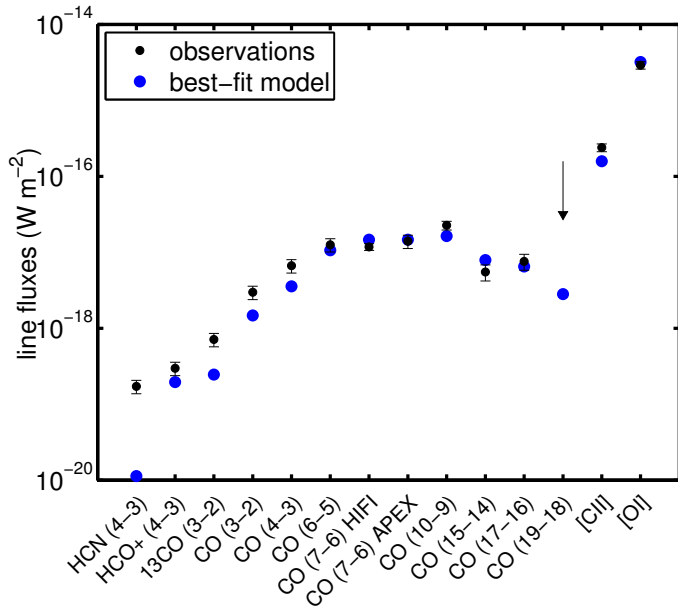 10−14
observations
best−fit model
10−16
line fluxes (W m−2)
10−18
10−20
HCN (4−3)
HCO+ (4−3)
13CO (3−2)
CO (3−2)
CO (4−3)
CO (6−5)
CO (7−6) HIFI
CO (7−6) APEX
CO (10−9)
CO (15−14)
CO (17−16)
CO (19−18)
[CII]
[OI]